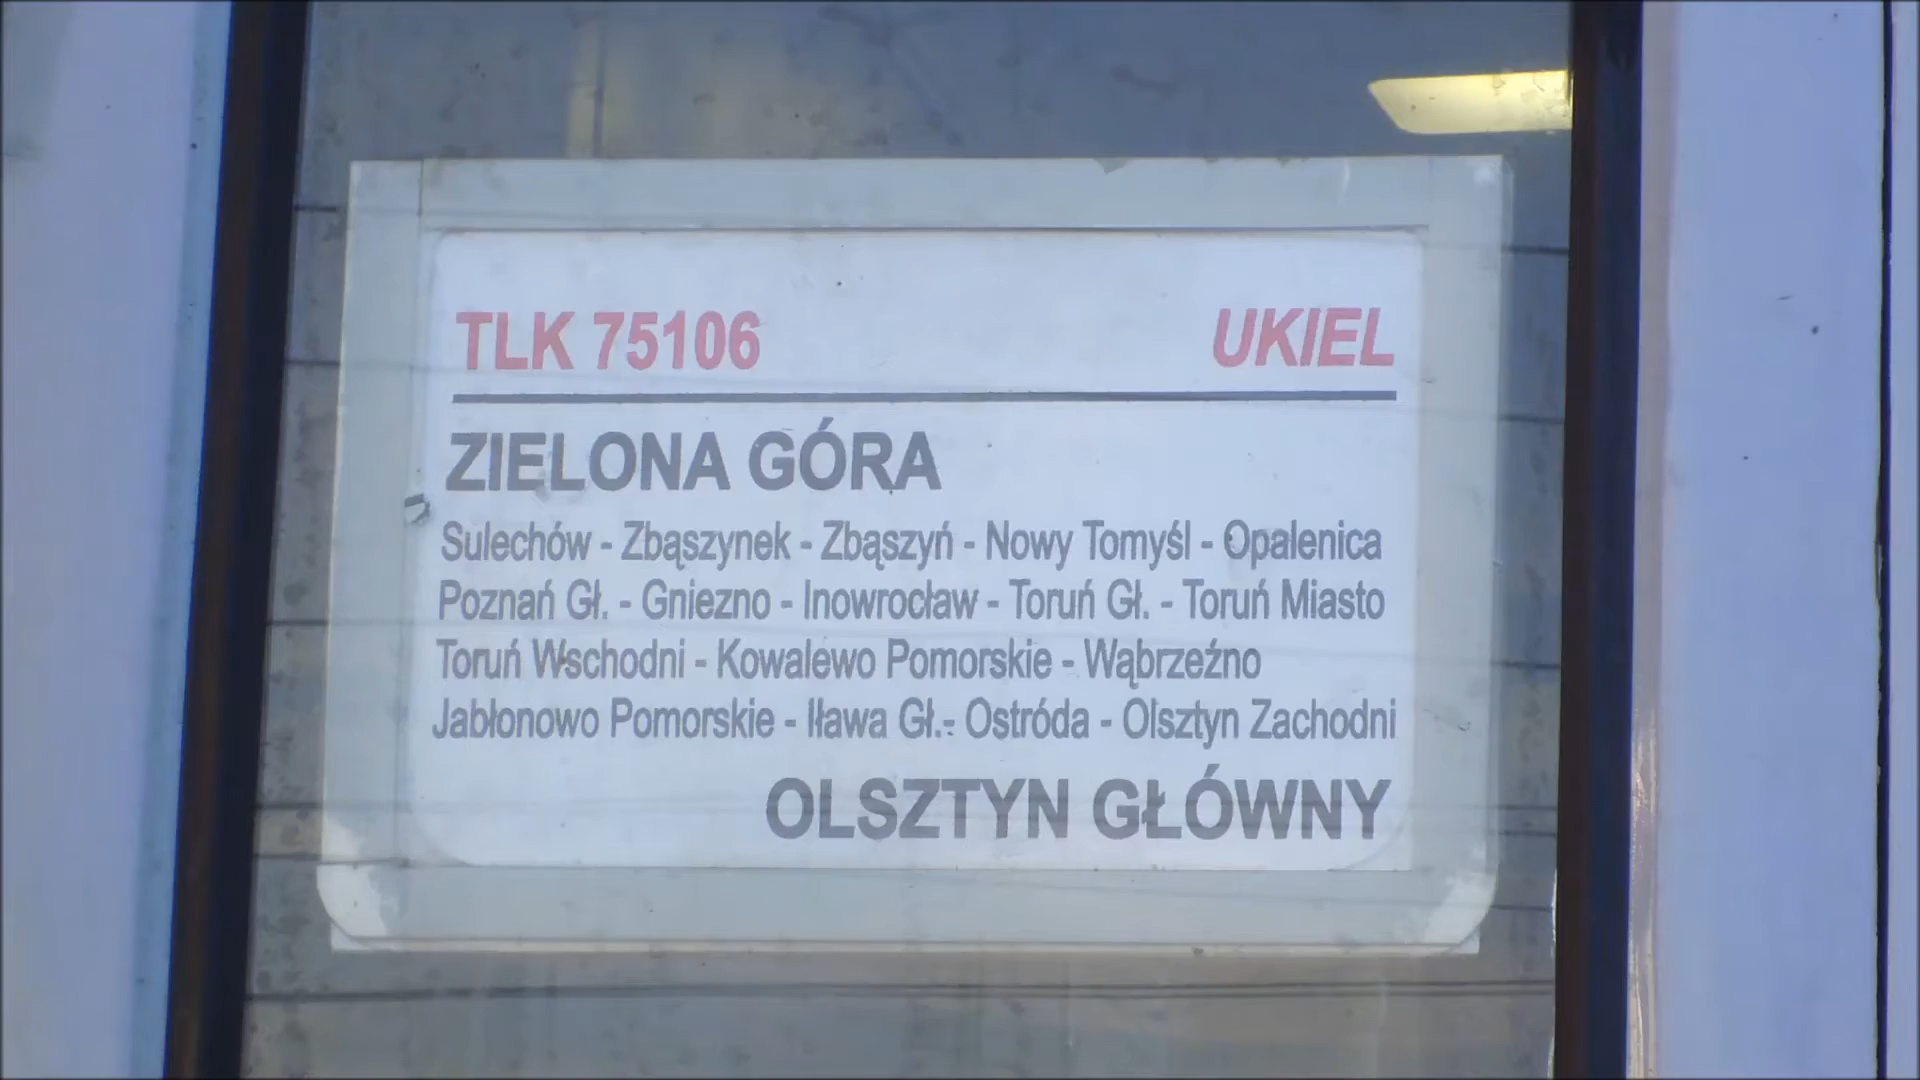 TLK 75106 UKIEL
ZIELONA GÓRA
Sulechów - Zbąszynek - Zbąszyń - Nowy Tomyśl - Opalenica
Poznań Gł. - Gniezno - Inowrocław - Toruń Gł. - Toruń Miasto
Toruń Wschodni - Kowalewo Pomorskie - Wąbrzeźno
Jabłonowo Pomorskie - Iława Gł.- Ostróda - Olsztyn Zachodni
OLSZTYN GŁÓWNY